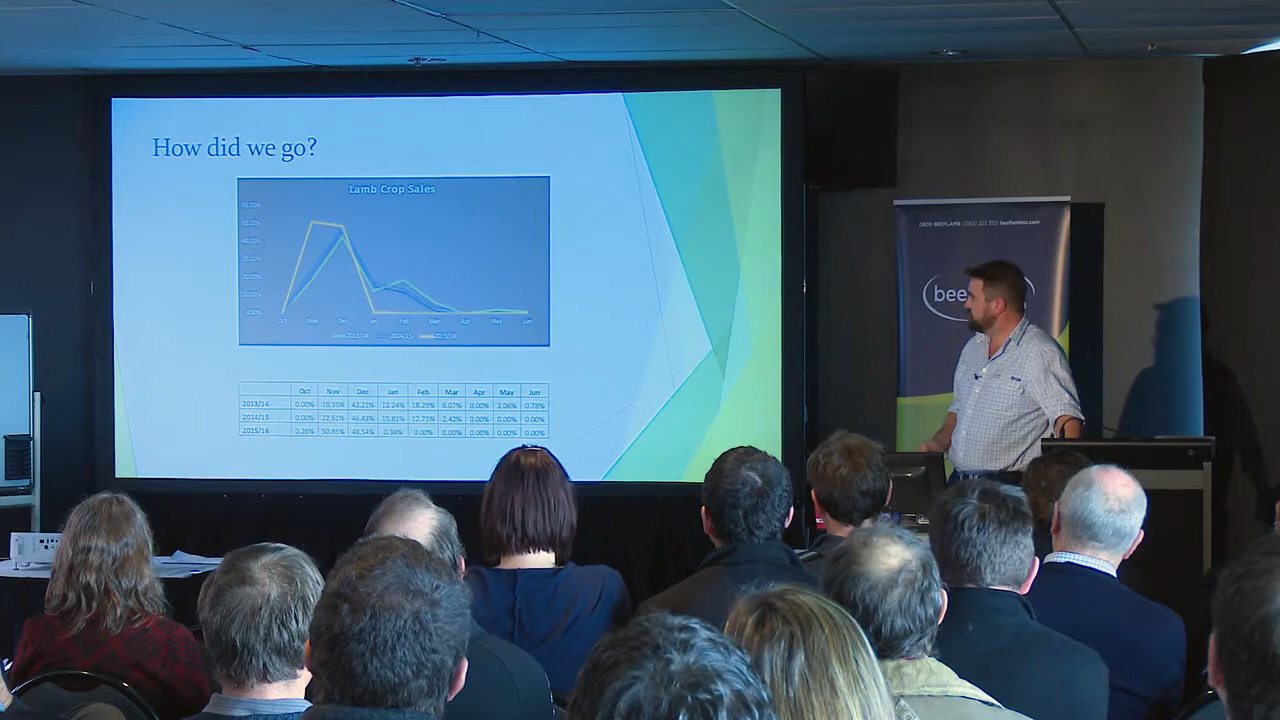 How did we go?
Lamb Crop Sales
60.00%
50.00%
40.00%
30.00%
20.00%
10.00%
0.00%
Oct Nov Dec Jan Feb Mar Apr May Jun
2013/14 2014/15 2015/16
Oct Nov Dec Jan Feb Mar Apr May Jun
2013/14 0.00% 18.35% 42.21% 12.24% 18.29% 6.07% 0.00% 2.06% 0.78%
2014/15 0.00% 22.61% 46.43% 15.81% 12.73% 2.42% 0.00% 0.00% 0.00%
2015/16 0.26% 50.85% 48.54% 0.36% 0.00% 0.00% 0.00% 0.00% 0.00%
0800 BEEFLAMB (0800 233 352) beeflambnz.com
bee